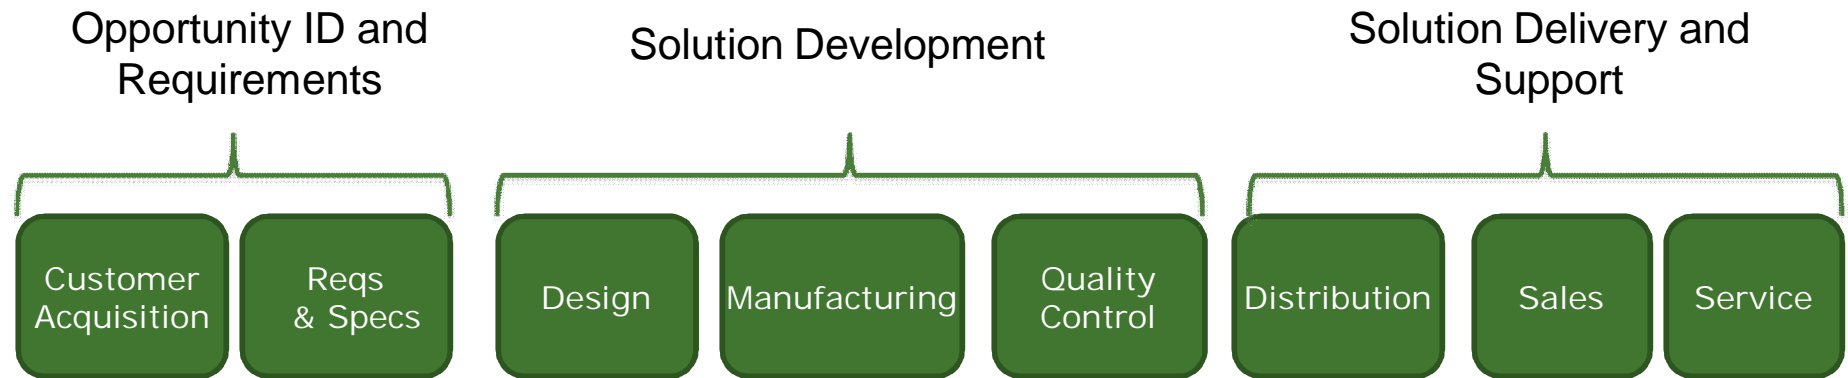 Opportunity ID and
Requirements
Solution Development
Solution Delivery and
Support
Customer
Acquisition
Reqs
& Specs
Design
Manufacturing
Quality
Control
Distribution
Sales
Service